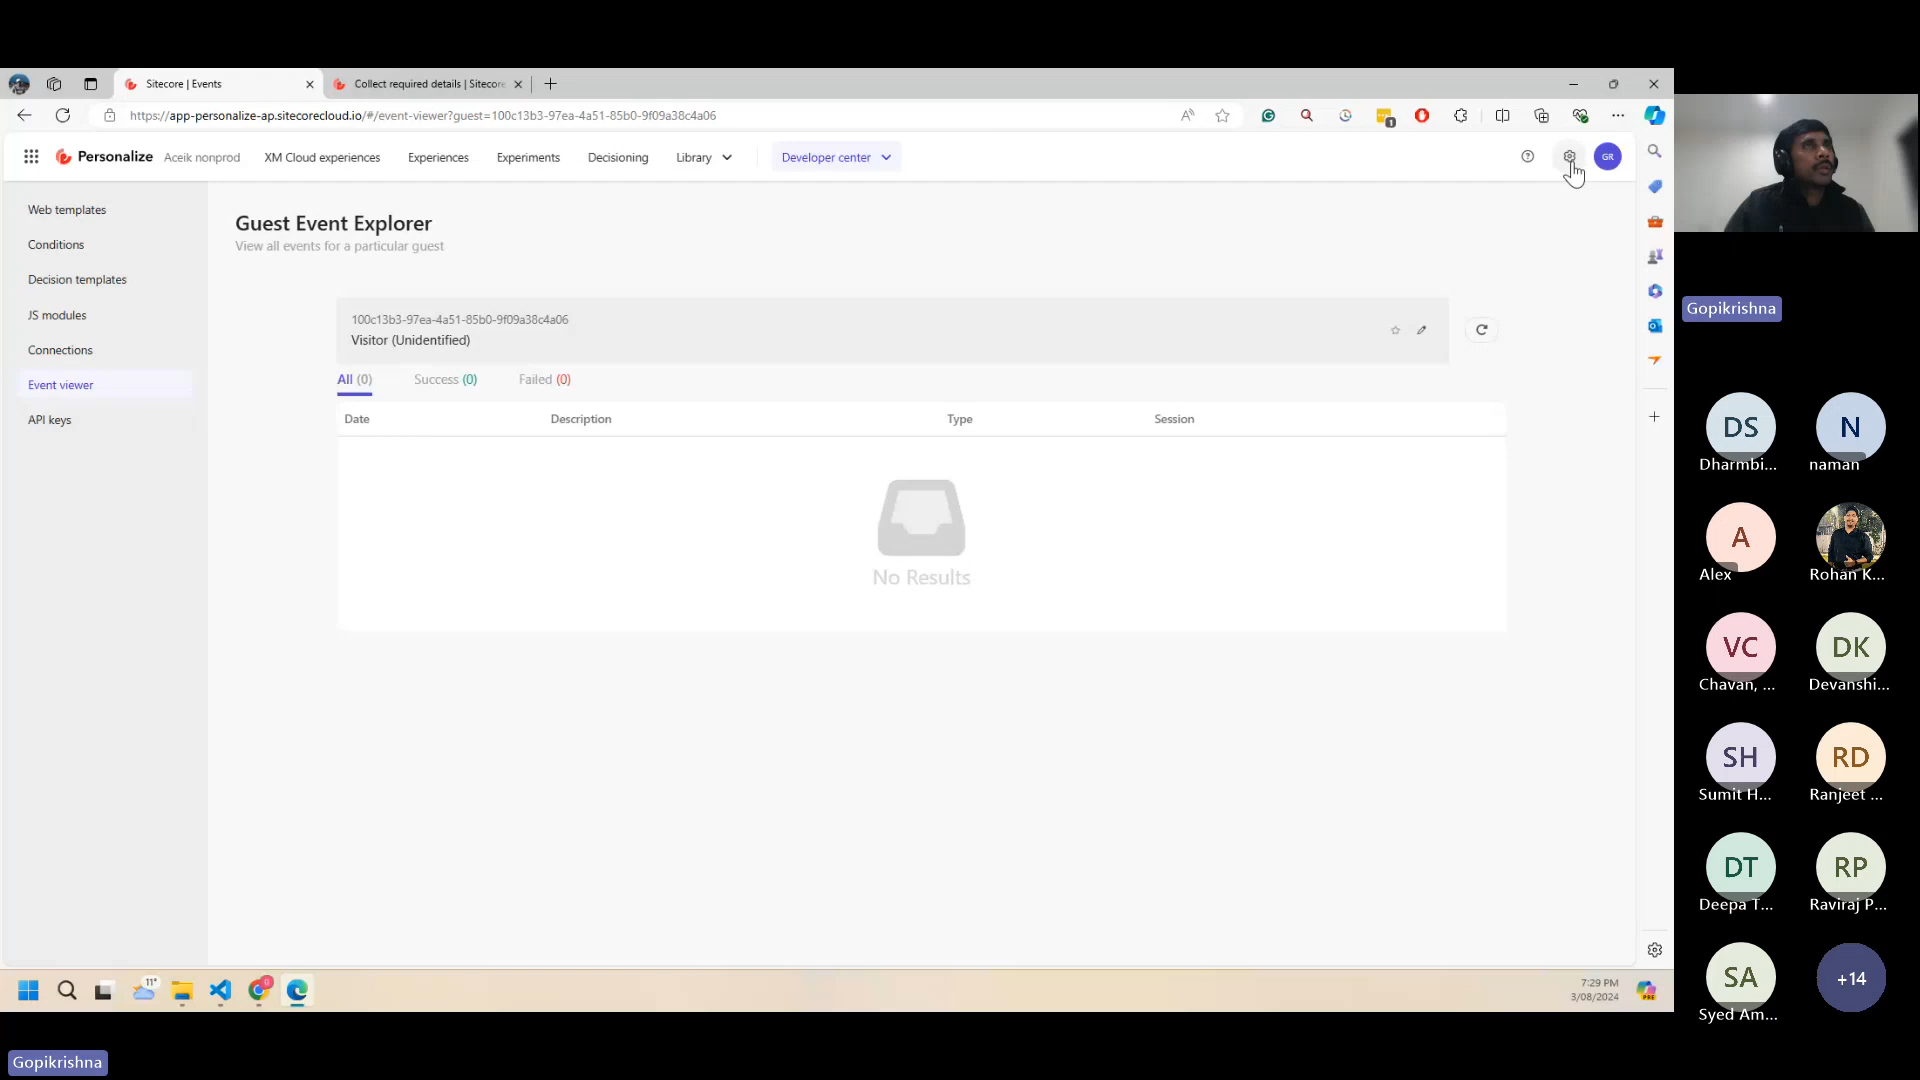 Sitecore | Events
Collect required details | Sitecore
https://app-personalize-ap.sitecorecloud.io/#/event-viewer?guest=100c13b3-97ea-4a51-85b0-9f09a38c4a06
1
Personalize
Aceik nonprod
XM Cloud experiences
Experiences
Experiments
Decisioning
Library
Developer center
GR
Web templates
Conditions
Decision templates
JS modules
Connections
Event viewer
API keys
Guest Event Explorer
View all events for a particular guest
100c13b3-97ea-4a51-85b0-9f09a38c4a06
Visitor (Unidentified)
All (0)
Success (0)
Failed (0)
Date
Description
Type
Session
No Results
11°
7:29 PM
3/08/2024
PRE
Gopikrishna
DS
Dharmbi...
N
naman
A
Alex
Rohan K...
VC
Chavan, ...
DK
Devanshi...
SH
Sumit H...
RD
Ranjeet ...
DT
Deepa T...
RP
Raviraj P...
SA
Syed Am...
+14
Gopikrishna